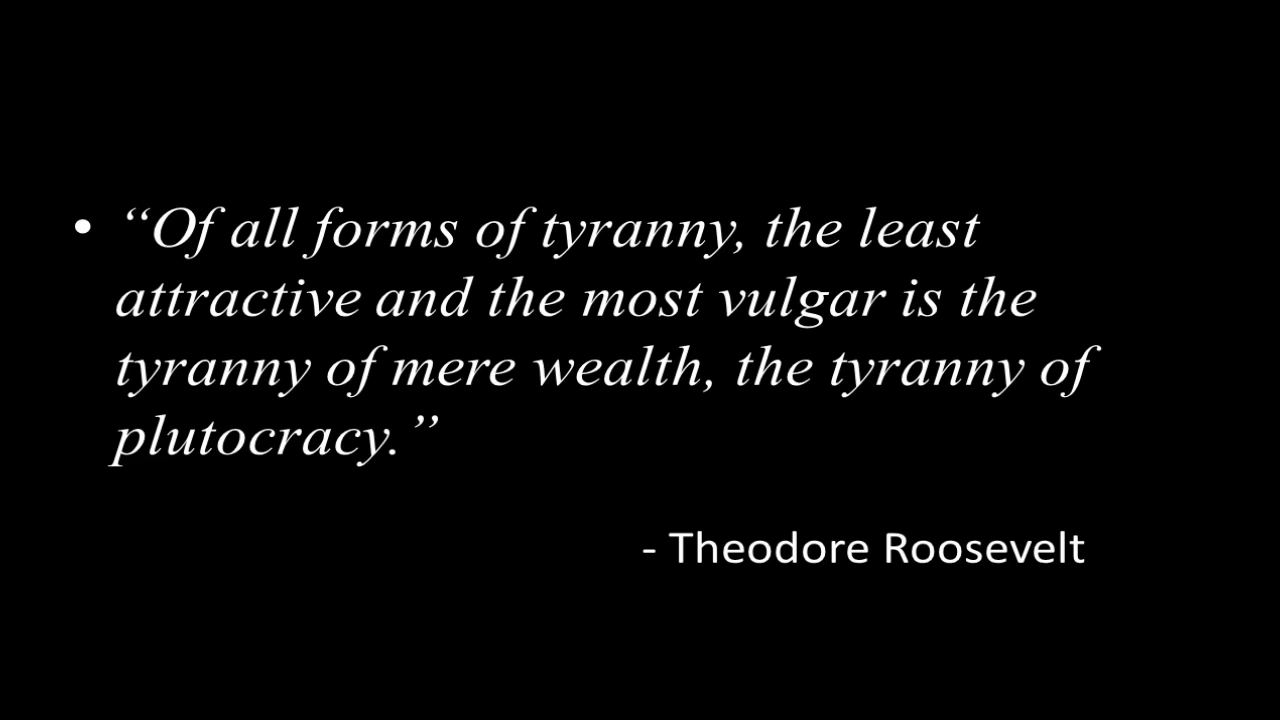 • “Of all forms of tyranny, the least
attractive and the most vulgar is the
tyranny of mere wealth, the tyranny of
plutocracy.”
- Theodore Roosevelt